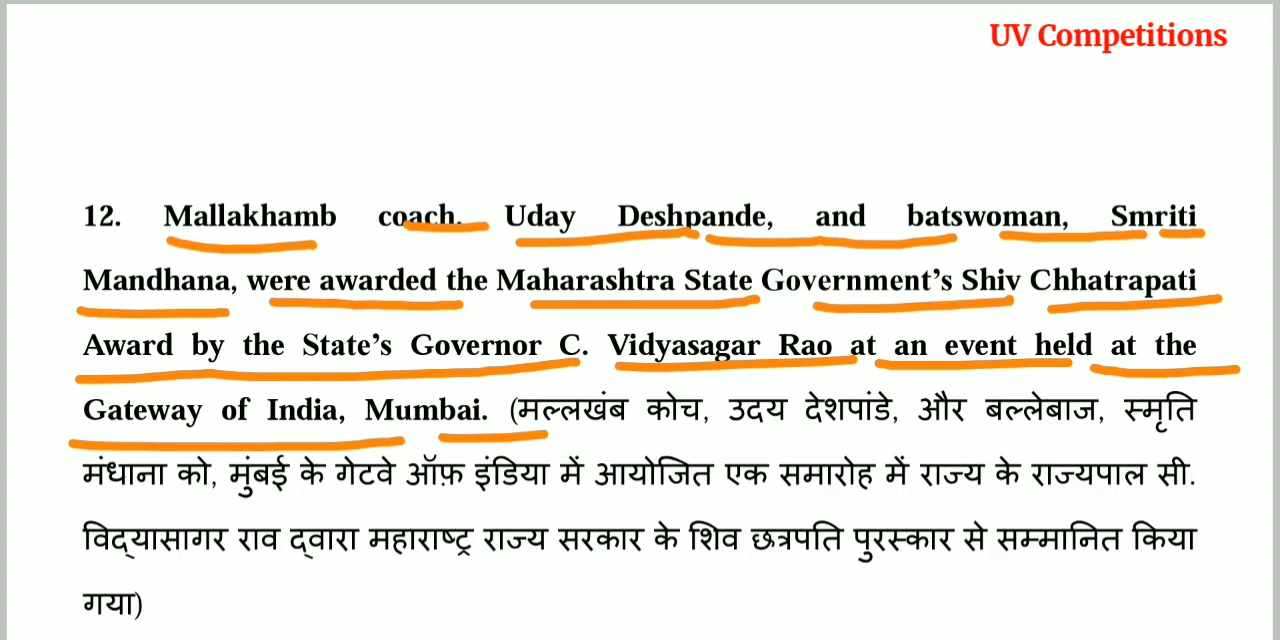 UV Competitions
12. Mallakhamb coach, Uday Deshpande, and batswoman, Smriti
Mandhana, were awarded the Maharashtra State Government’s Shiv Chhatrapati
Award by the State’s Governor C. Vidyasagar Rao at an event held at the
Gateway of India, Mumbai. (मल्लखंब कोच, उदय देशपांडे, और बल्लेबाज, स्मृति
मंधाना को, मुंबई के गेटवे ऑफ़ इंडिया में आयोजित एक समारोह में राज्य के राज्यपाल सी.
विद्यासागर राव द्वारा महाराष्ट्र राज्य सरकार के शिव छत्रपति पुरस्कार से सम्मानित किया
गया)